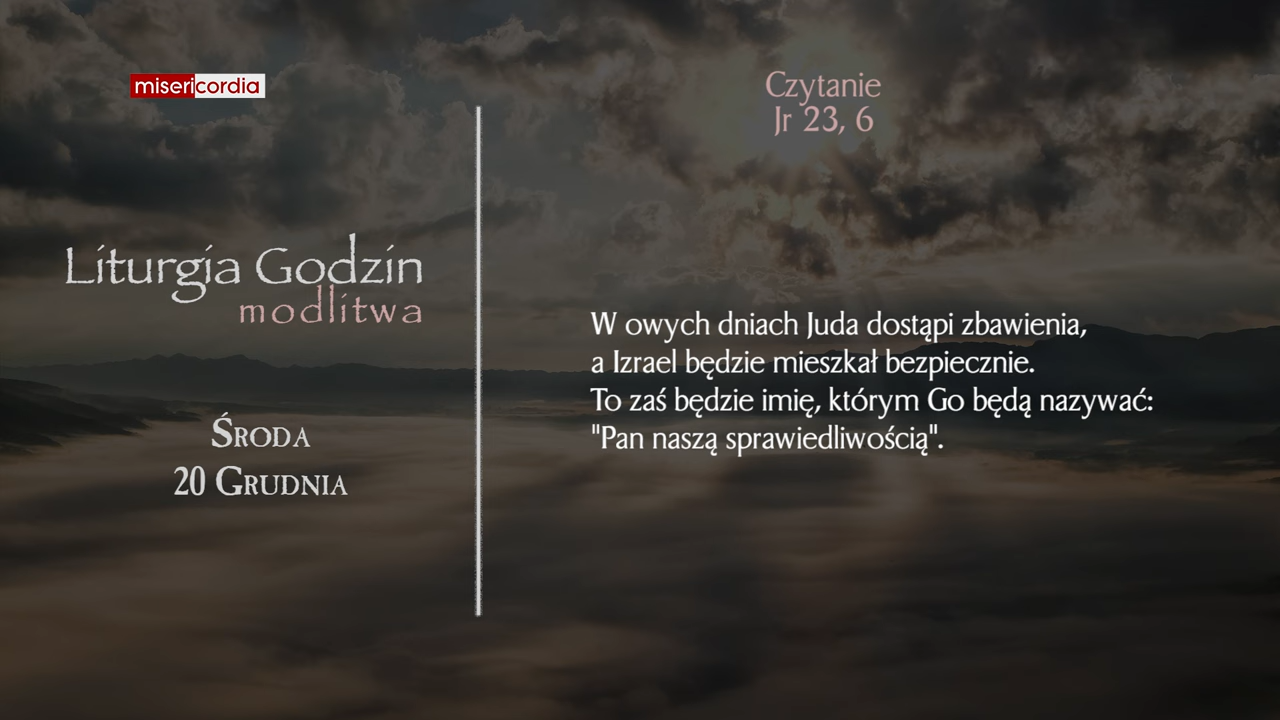 misericordia
Liturgia Godzin
modlitwa
Środa
20 Grudnia
Czytanie
Jr 23, 6
W owych dniach Juda dostąpi zbawienia,
a Izrael będzie mieszkał bezpiecznie.
To zaś będzie imię, którym Go będą nazywać:
"Pan naszą sprawiedliwością".